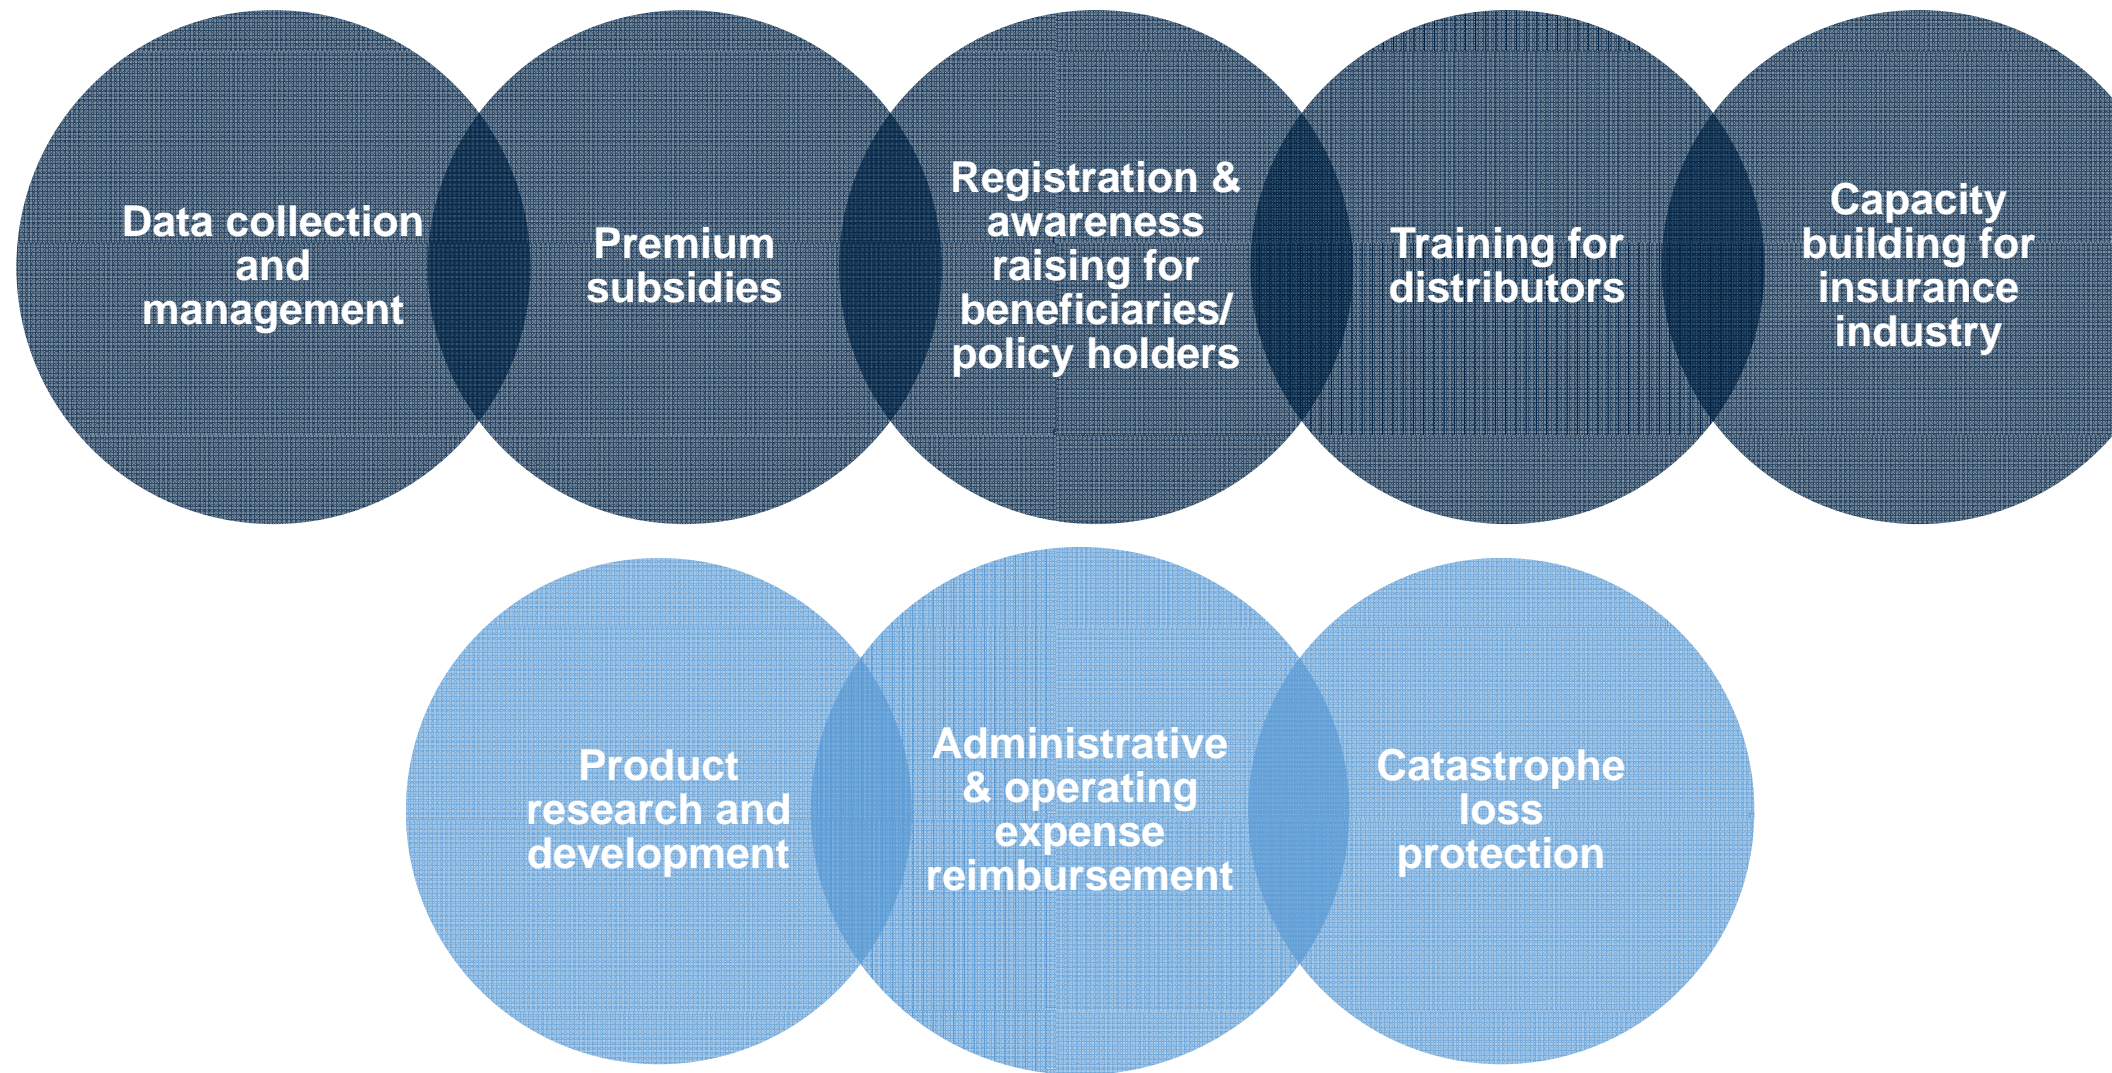 Data collection
and
management
Premium
subsidies
Registration &
awareness
raising for
beneficiaries/
policy holders
Training for
distributors
Capacity
building for
insurance
industry
Product
research and
development
Administrative
& operating
expense
reimbursement
Catastrophe
loss
protection